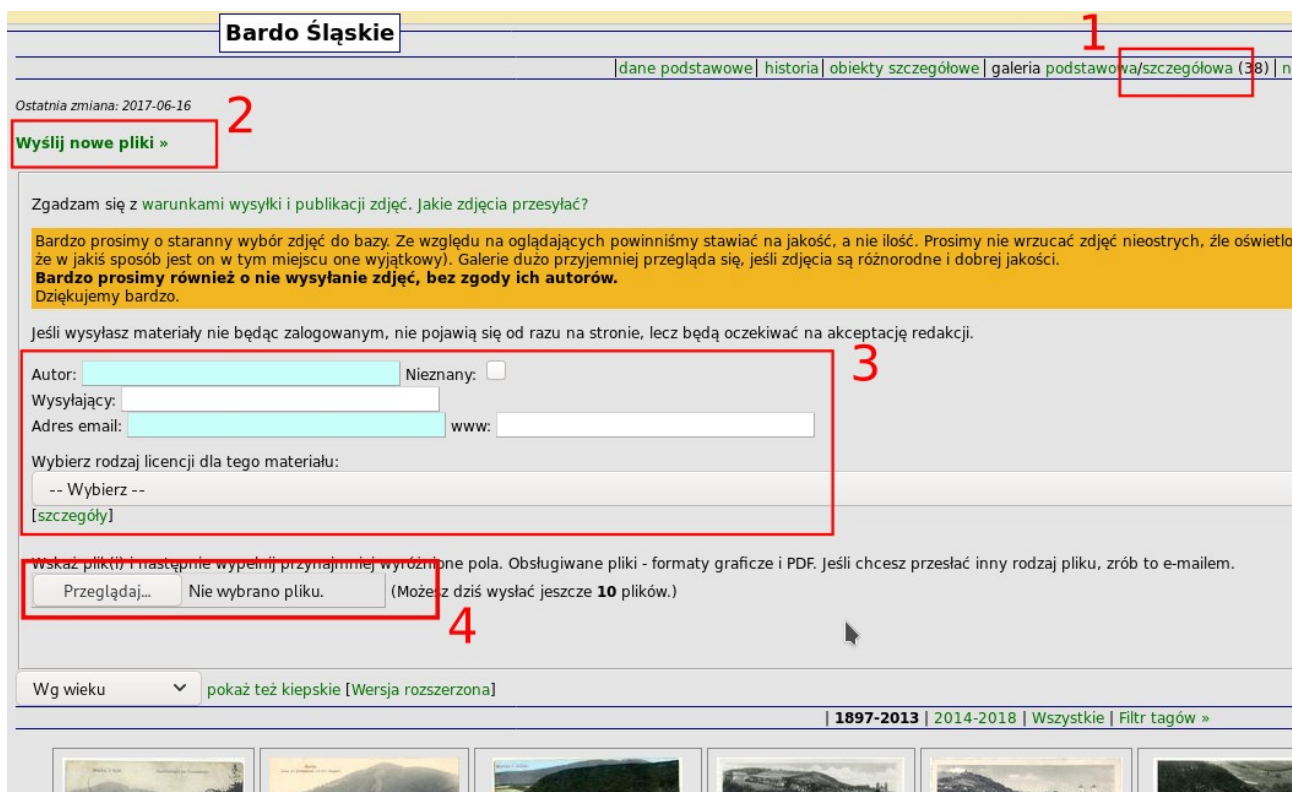 Bardo Śląskie
1
|dane podstawowe| historia| obiekty szczegółowe| galeria podstawowa/szczegółowa (38)| n
Ostatnia zmiana: 2017-06-16
2
Wyślij nowe pliki »
Zgadzam się z warunkami wysyłki i publikacji zdjęć. Jakie zdjęcia przesyłać?
Bardzo prosimy o staranny wybór zdjęć do bazy. Ze względu na oglądających powinniśmy stawiać na jakość, a nie ilość. Prosimy nie wrzucać zdjęć nieostrych, źle oświetlo
że w jakiś sposób jest on w tym miejscu one wyjątkowy). Galerie dużo przyjemniej przegląda się, jeśli zdjęcia są różnorodne i dobrej jakości.
Bardzo prosimy również o nie wysyłanie zdjęć, bez zgody ich autorów.
Dziękujemy bardzo.
Jeśli wysyłasz materiały nie będąc zalogowanym, nie pojawią się od razu na stronie, lecz będą oczekiwać na akceptację redakcji.
3
Autor: Nieznany:
Wysyłający:
Adres email: www:
Wybierz rodzaj licencji dla tego materiału:
-- Wybierz --
[szczegóły]
Wskaż plik(i) i następnie wypełnij przynajmniej wyróżnione pola. Obsługiwane pliki - formaty graficze i PDF. Jeśli chcesz przesłać inny rodzaj pliku, zrób to e-mailem.
Przeglądaj... Nie wybrano pliku. (Możesz dziś wysłać jeszcze 10 plików.)
4
Wg wieku pokaż też kiepskie [Wersja rozszerzona]
| 1897-2013 | 2014-2018 | Wszystkie | Filtr tagów »